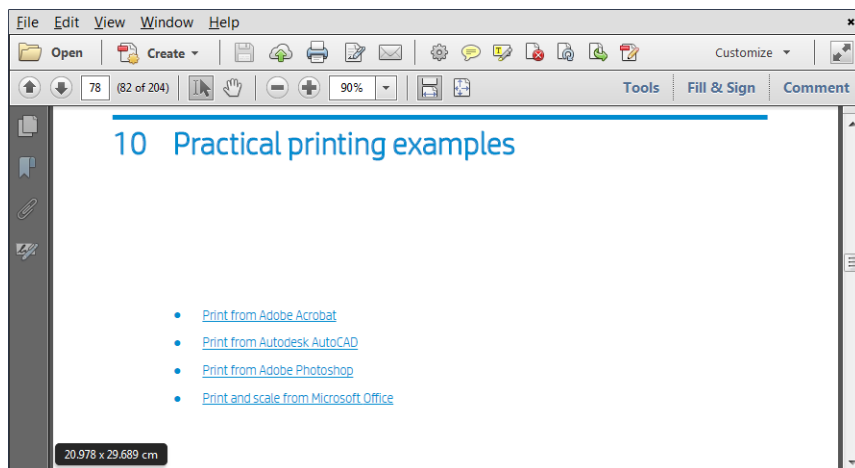 File Edit View Window Help
Open Create Customize
78 (82 of 204) 90% Tools Fill & Sign Comment
10 Practical printing examples
• Print from Adobe Acrobat
• Print from Autodesk AutoCAD
• Print from Adobe Photoshop
• Print and scale from Microsoft Office
20.978 x 29.689 cm